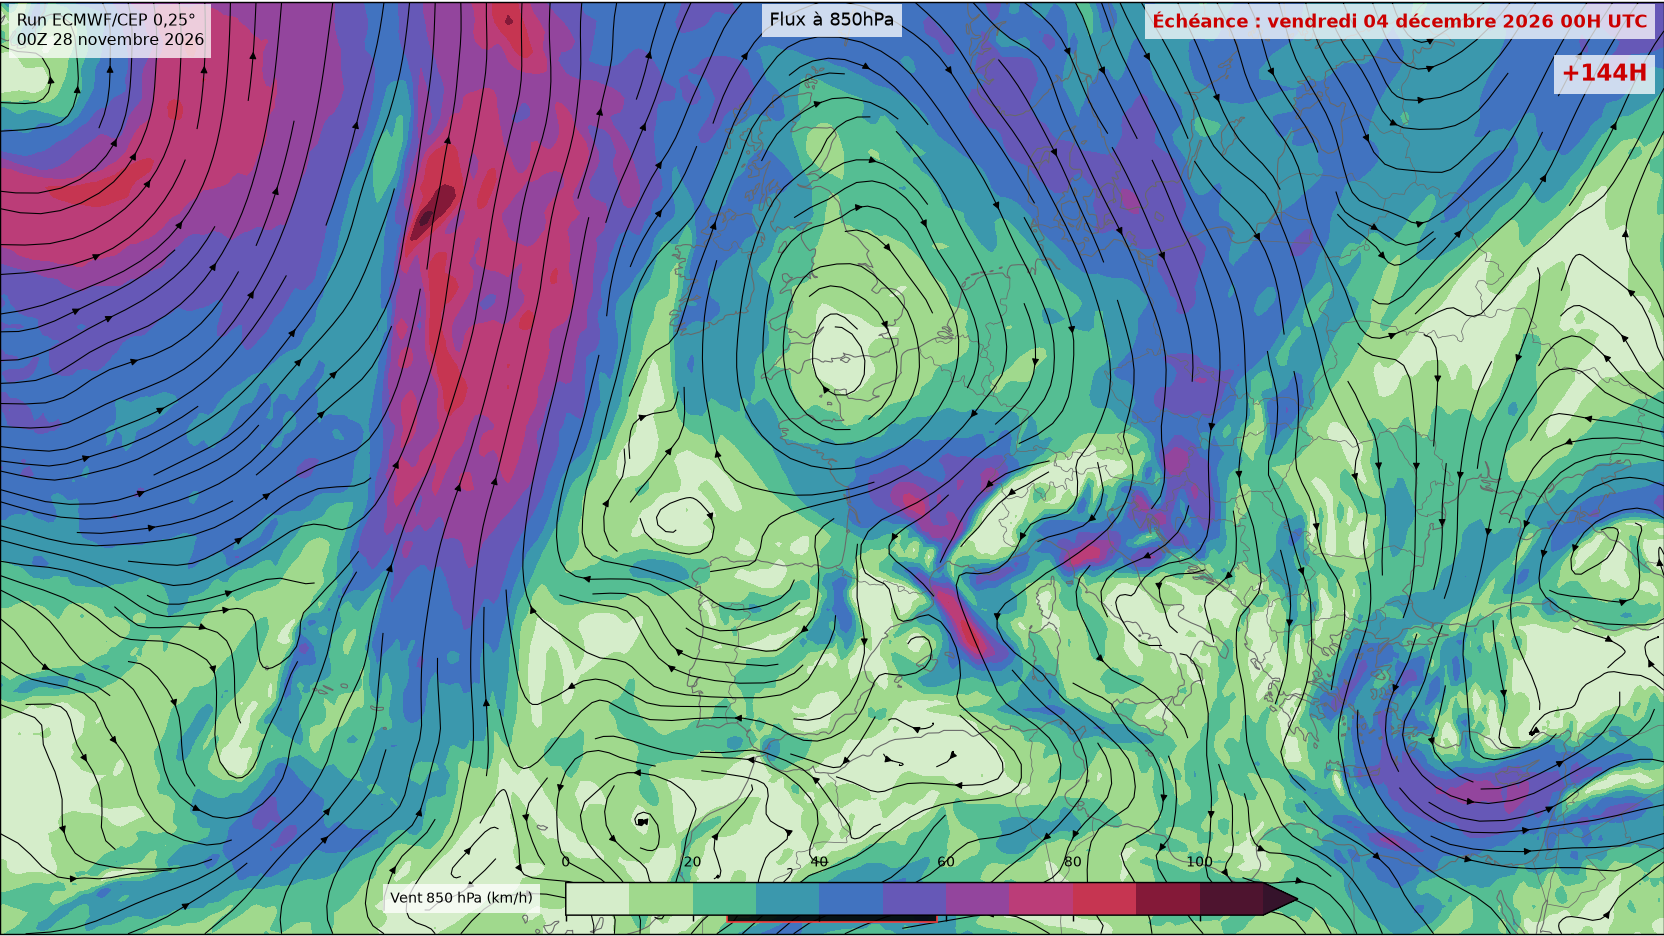 Run ECMWF/CEP 0,25°
00Z 28 novembre 2026
Flux à 850hPa
Échéance : vendredi 04 décembre 2026 00H UTC
+144H
0 20 40 60 80 100
Vent 850 hPa (km/h)